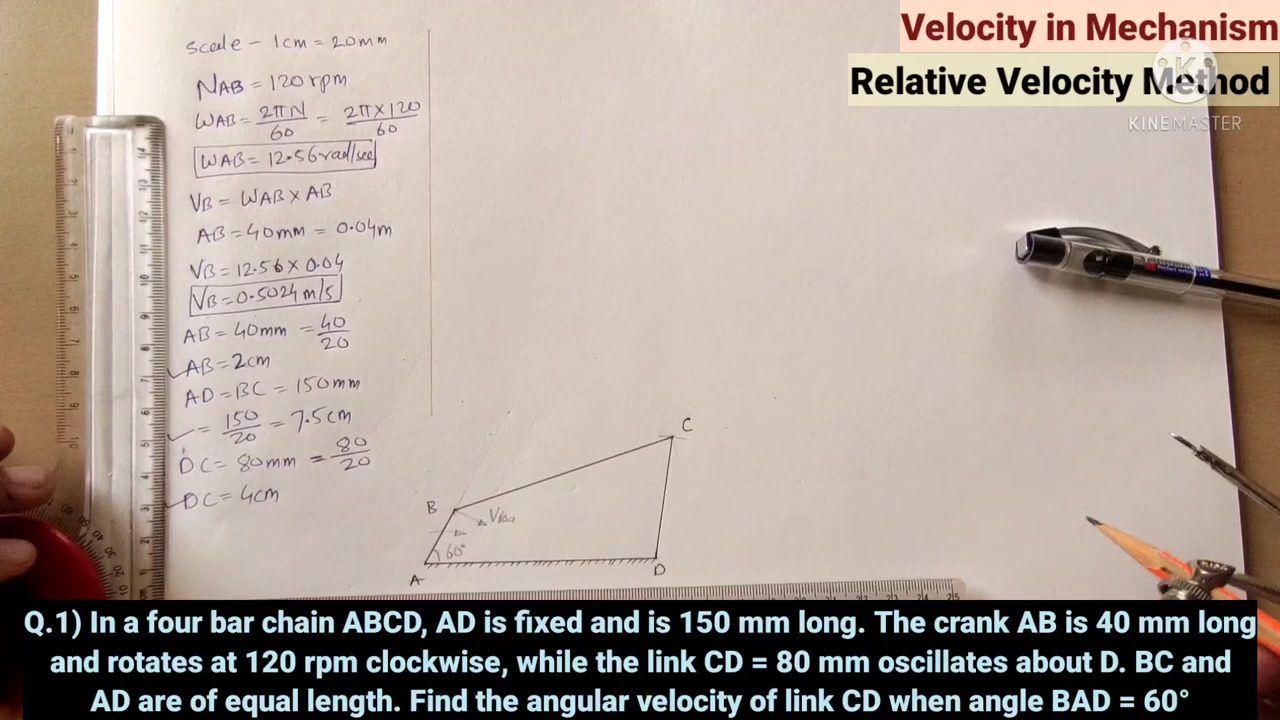 Velocity in Mechanism
Relative Velocity Method
KINEMASTER
Scale - 1cm = 20mm
NAB = 120 rpm
WAB = 2πN/60 = 2π×120/60
WAB = 12.56 rad/sec
VB = WAB × AB
AB = 40mm = 0.04m
VB = 12.56 × 0.04
VB = 0.5024 m/s
AB = 40mm = 40/20
AB = 2cm
AD = BC = 150mm
= 150/20 = 7.5cm
DC = 80mm = 80/20
DC = 4cm
C
B
60°
A
D
Perfect
Q.1) In a four bar chain ABCD, AD is fixed and is 150 mm long. The crank AB is 40 mm long
and rotates at 120 rpm clockwise, while the link CD = 80 mm oscillates about D. BC and
AD are of equal length. Find the angular velocity of link CD when angle BAD = 60°